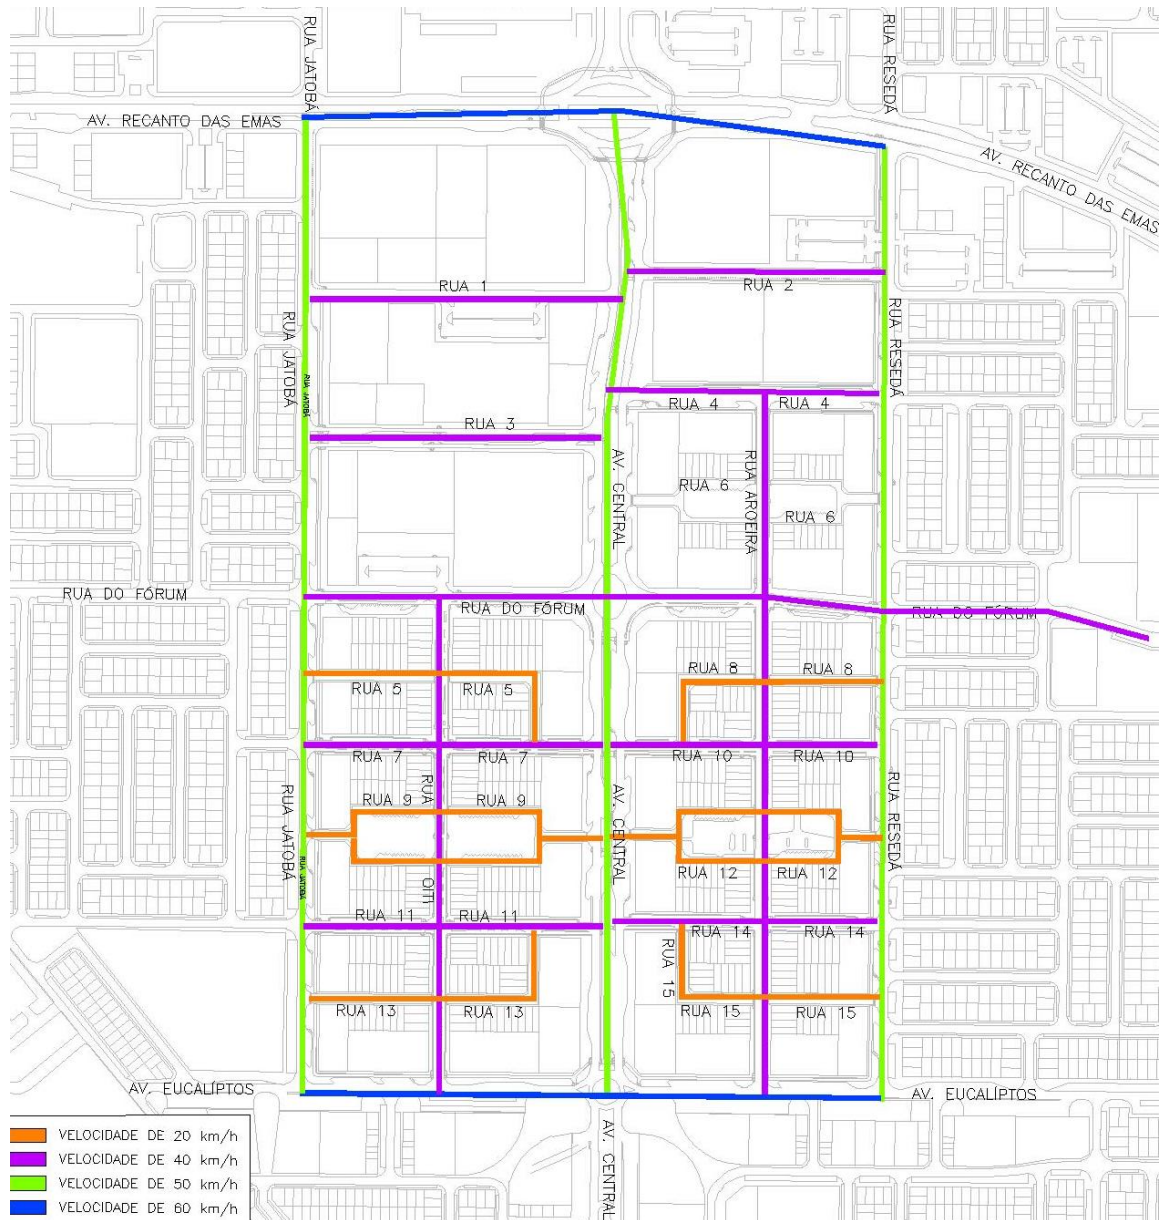 RUA JATOBÁ
RUA RESEDÁ
AV. RECANTO DAS EMAS
AV. RECANTO DAS EMAS
RUA 1
RUA 2
RUA JATOBÁ
RUA JATOBÁ
RUA RESEDÁ
RUA 4
RUA 4
RUA 3
AV. CENTRAL
RUA AROEIRA
RUA 6
RUA 6
RUA DO FÓRUM
RUA DO FÓRUM
RUA DO FÓRUM
RUA 5
RUA 5
RUA 8
RUA 8
RUA 7
RUA 7
RUA 10
RUA 10
RUA JATOBÁ
RUA OITI
AV. CENTRAL
RUA RESEDÁ
RUA 9
RUA 9
RUA JATOBÁ
RUA 12
RUA 12
RUA 11
RUA 11
RUA 14
RUA 14
RUA 15
RUA 13
RUA 13
RUA 15
RUA 15
AV. EUCALÍPTOS
AV. EUCALÍPTOS
AV. CENTRAL
VELOCIDADE DE 20 km/h
VELOCIDADE DE 40 km/h
VELOCIDADE DE 50 km/h
VELOCIDADE DE 60 km/h